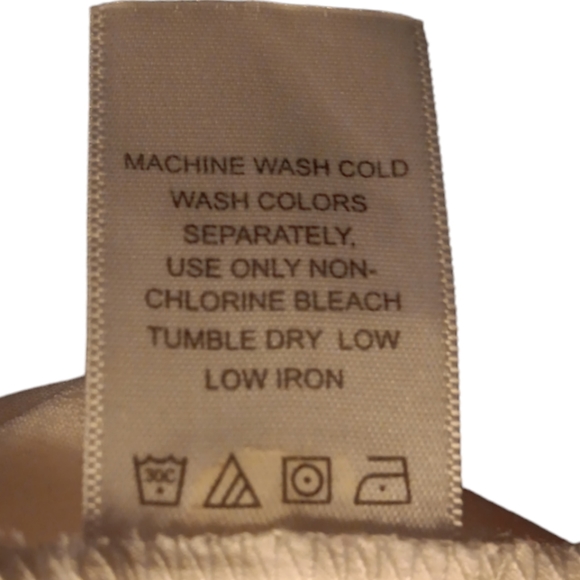 MACHINE WASH COLD
WASH COLORS
SEPARATELY,
USE ONLY NON-
CHLORINE BLEACH
TUMBLE DRY LOW
LOW IRON
30C